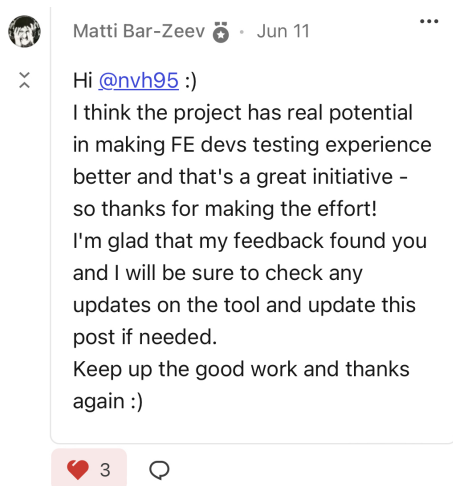 Matti Bar-Zeev · Jun 11
Hi @nvh95 :)
I think the project has real potential
in making FE devs testing experience
better and that's a great initiative -
so thanks for making the effort!
I'm glad that my feedback found you
and I will be sure to check any
updates on the tool and update this
post if needed.
Keep up the good work and thanks
again :)
3